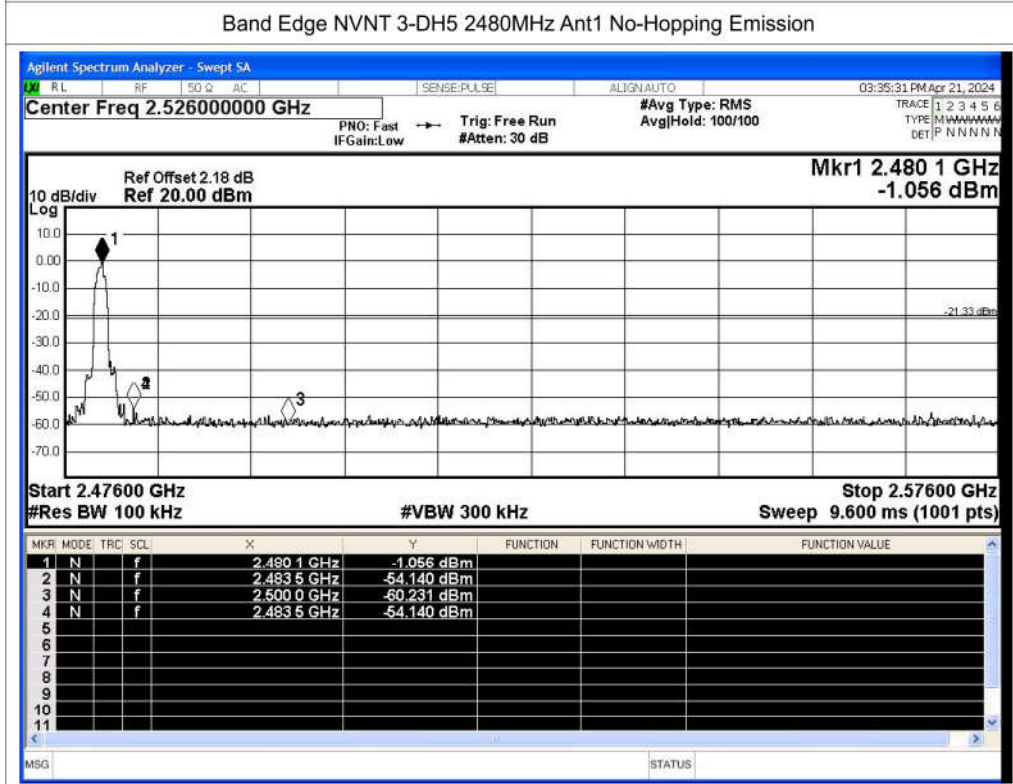 Band Edge NVNT 3-DH5 2480MHz Ant1 No-Hopping Emission
Agilent Spectrum Analyzer - Swept SA
LXI RL RF 50 Ω AC SENSE:PULSE ALIGNAUTO 03:35:31 PM Apr 21, 2024
Center Freq 2.526000000 GHz
PNO: Fast
IFGain:Low
Trig: Free Run
#Atten: 30 dB
#Avg Type: RMS
Avg|Hold: 100/100
TRACE 1 2 3 4 5 6
TYPE M WWWWW
DET P N N N N N
Mkr1 2.480 1 GHz
-1.056 dBm
Ref Offset 2.18 dB
10 dB/div Ref 20.00 dBm
Log
10.0
1
0.00
-10.0
-20.0
-21.33 dBm
-30.0
-40.0
-50.0
3
-60.0
-70.0
Start 2.47600 GHz Stop 2.57600 GHz
#Res BW 100 kHz #VBW 300 kHz Sweep 9.600 ms (1001 pts)
MKR MODE TRC SCL X Y FUNCTION FUNCTION WIDTH FUNCTION VALUE
1 N f 2.480 1 GHz -1.056 dBm
2 N f 2.483 5 GHz -54.140 dBm
3 N f 2.500 0 GHz -60.231 dBm
4 N f 2.483 5 GHz -54.140 dBm
5
6
7
8
9
10
11
MSG STATUS